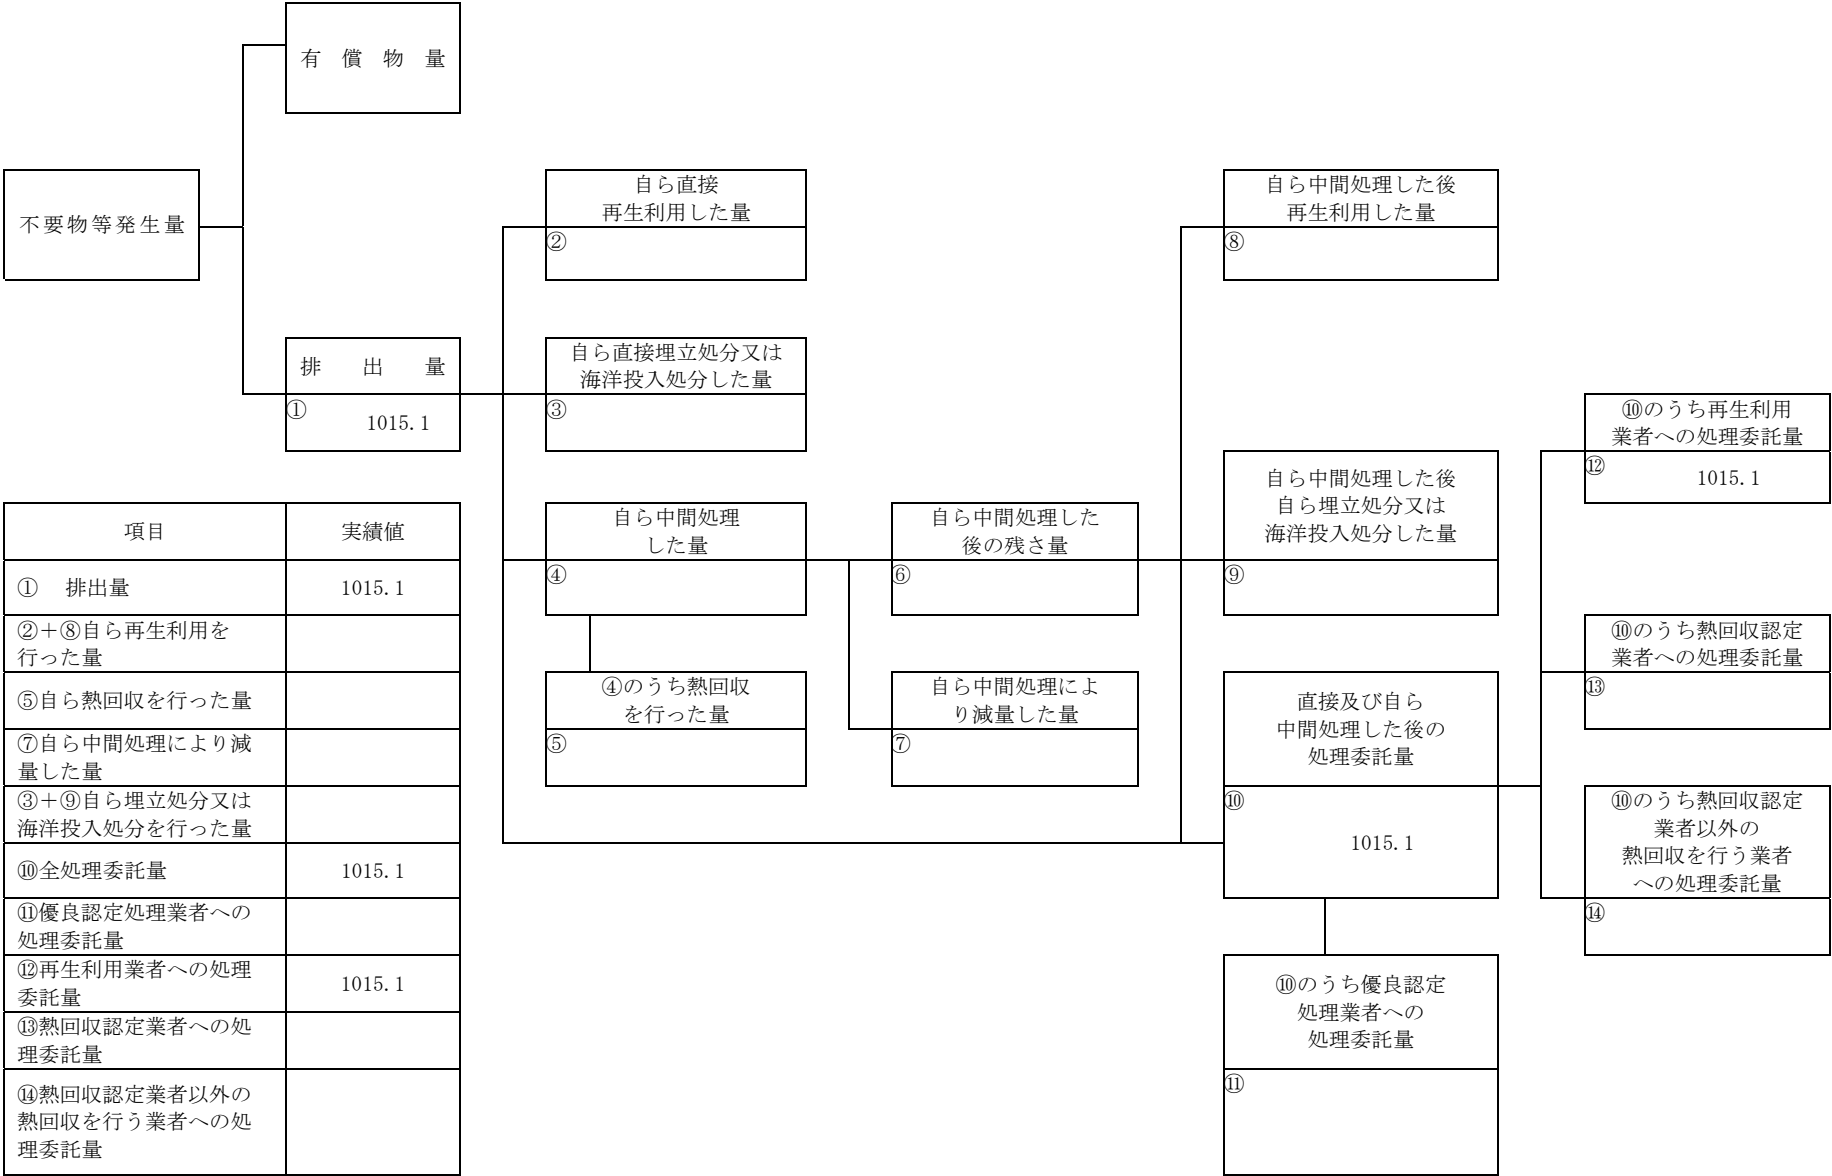 有　償　物　量
不要物等発生量
自ら直接
再生利用した量
②
自ら中間処理した後
再生利用した量
⑧
排　出　量
①
1015.1
自ら直接埋立処分又は
海洋投入処分した量
③
⑩のうち再生利用
業者への処理委託量
⑫
1015.1
自ら中間処理
した量
④
自ら中間処理した
後の残さ量
⑥
自ら中間処理した後
自ら埋立処分又は
海洋投入処分した量
⑨
⑩のうち熱回収認定
業者への処理委託量
⑬
④のうち熱回収
を行った量
⑤
自ら中間処理によ
り減量した量
⑦
直接及び自ら
中間処理した後の
処理委託量
⑩
1015.1
⑩のうち熱回収認定
業者以外の
熱回収を行う業者
への処理委託量
⑭
⑩のうち優良認定
処理業者への
処理委託量
⑪
項目 実績値
①　排出量 1015.1
②＋⑧自ら再生利用を
行った量
⑤自ら熱回収を行った量
⑦自ら中間処理により減
量した量
③＋⑨自ら埋立処分又は
海洋投入処分を行った量
⑩全処理委託量 1015.1
⑪優良認定処理業者への
処理委託量
⑫再生利用業者への処理
委託量 1015.1
⑬熱回収認定業者への処
理委託量
⑭熱回収認定業者以外の
熱回収を行う業者への処
理委託量